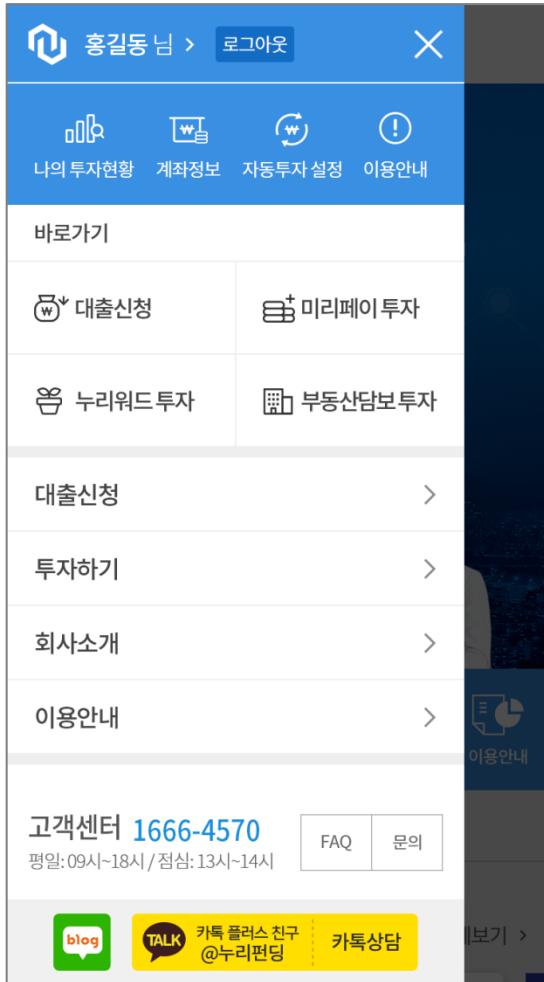 홍길동 님 > 로그아웃
나의 투자현황 계좌정보 자동투자 설정 이용안내
바로가기
대출신청 미리페이 투자
누리워드 투자 부동산담보 투자
대출신청
투자하기
회사소개
이용안내
이용안내
고객센터 1666-4570
평일: 09시~18시 / 점심: 13시~14시
FAQ 문의
blog
TALK
카톡 플러스 친구
@누리펀딩
카톡상담
보기 >